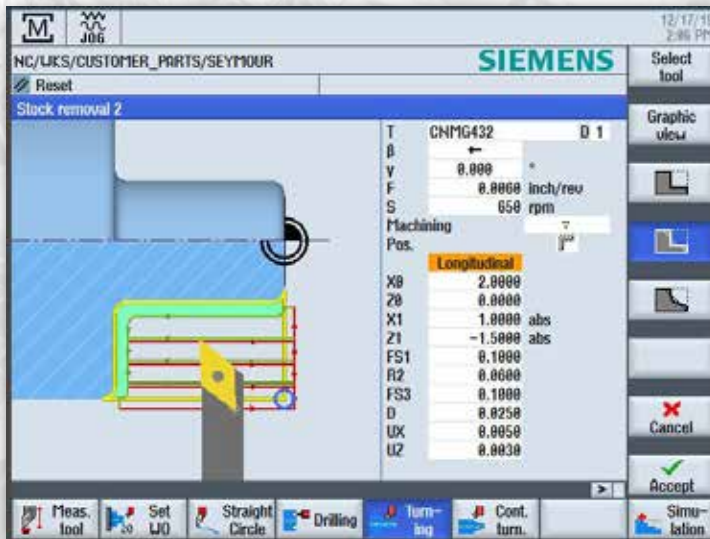 M
JOG
12/17/1
2:06 PM
NC/WKS/CUSTOMER_PARTS/SEYMOUR
SIEMENS
Reset
Stock removal 2
T CNMG432 D 1
β ←
γ 0.000 °
F 0.0060 inch/rev
S 650 rpm
Machining ▽
Pos.
Longitudinal
X0 2.0000
Z0 0.0000
X1 1.0000 abs
Z1 -1.5000 abs
FS1 0.1000
R2 0.0600
FS3 0.1000
D 0.0250
UX 0.0050
UZ 0.0030
Select
tool
Graphic
view
Cancel
Accept
Meas.
tool
Set
WO
Straight
Circle
Drilling
Turn-
ing
Cont.
turn.
Simu-
lation